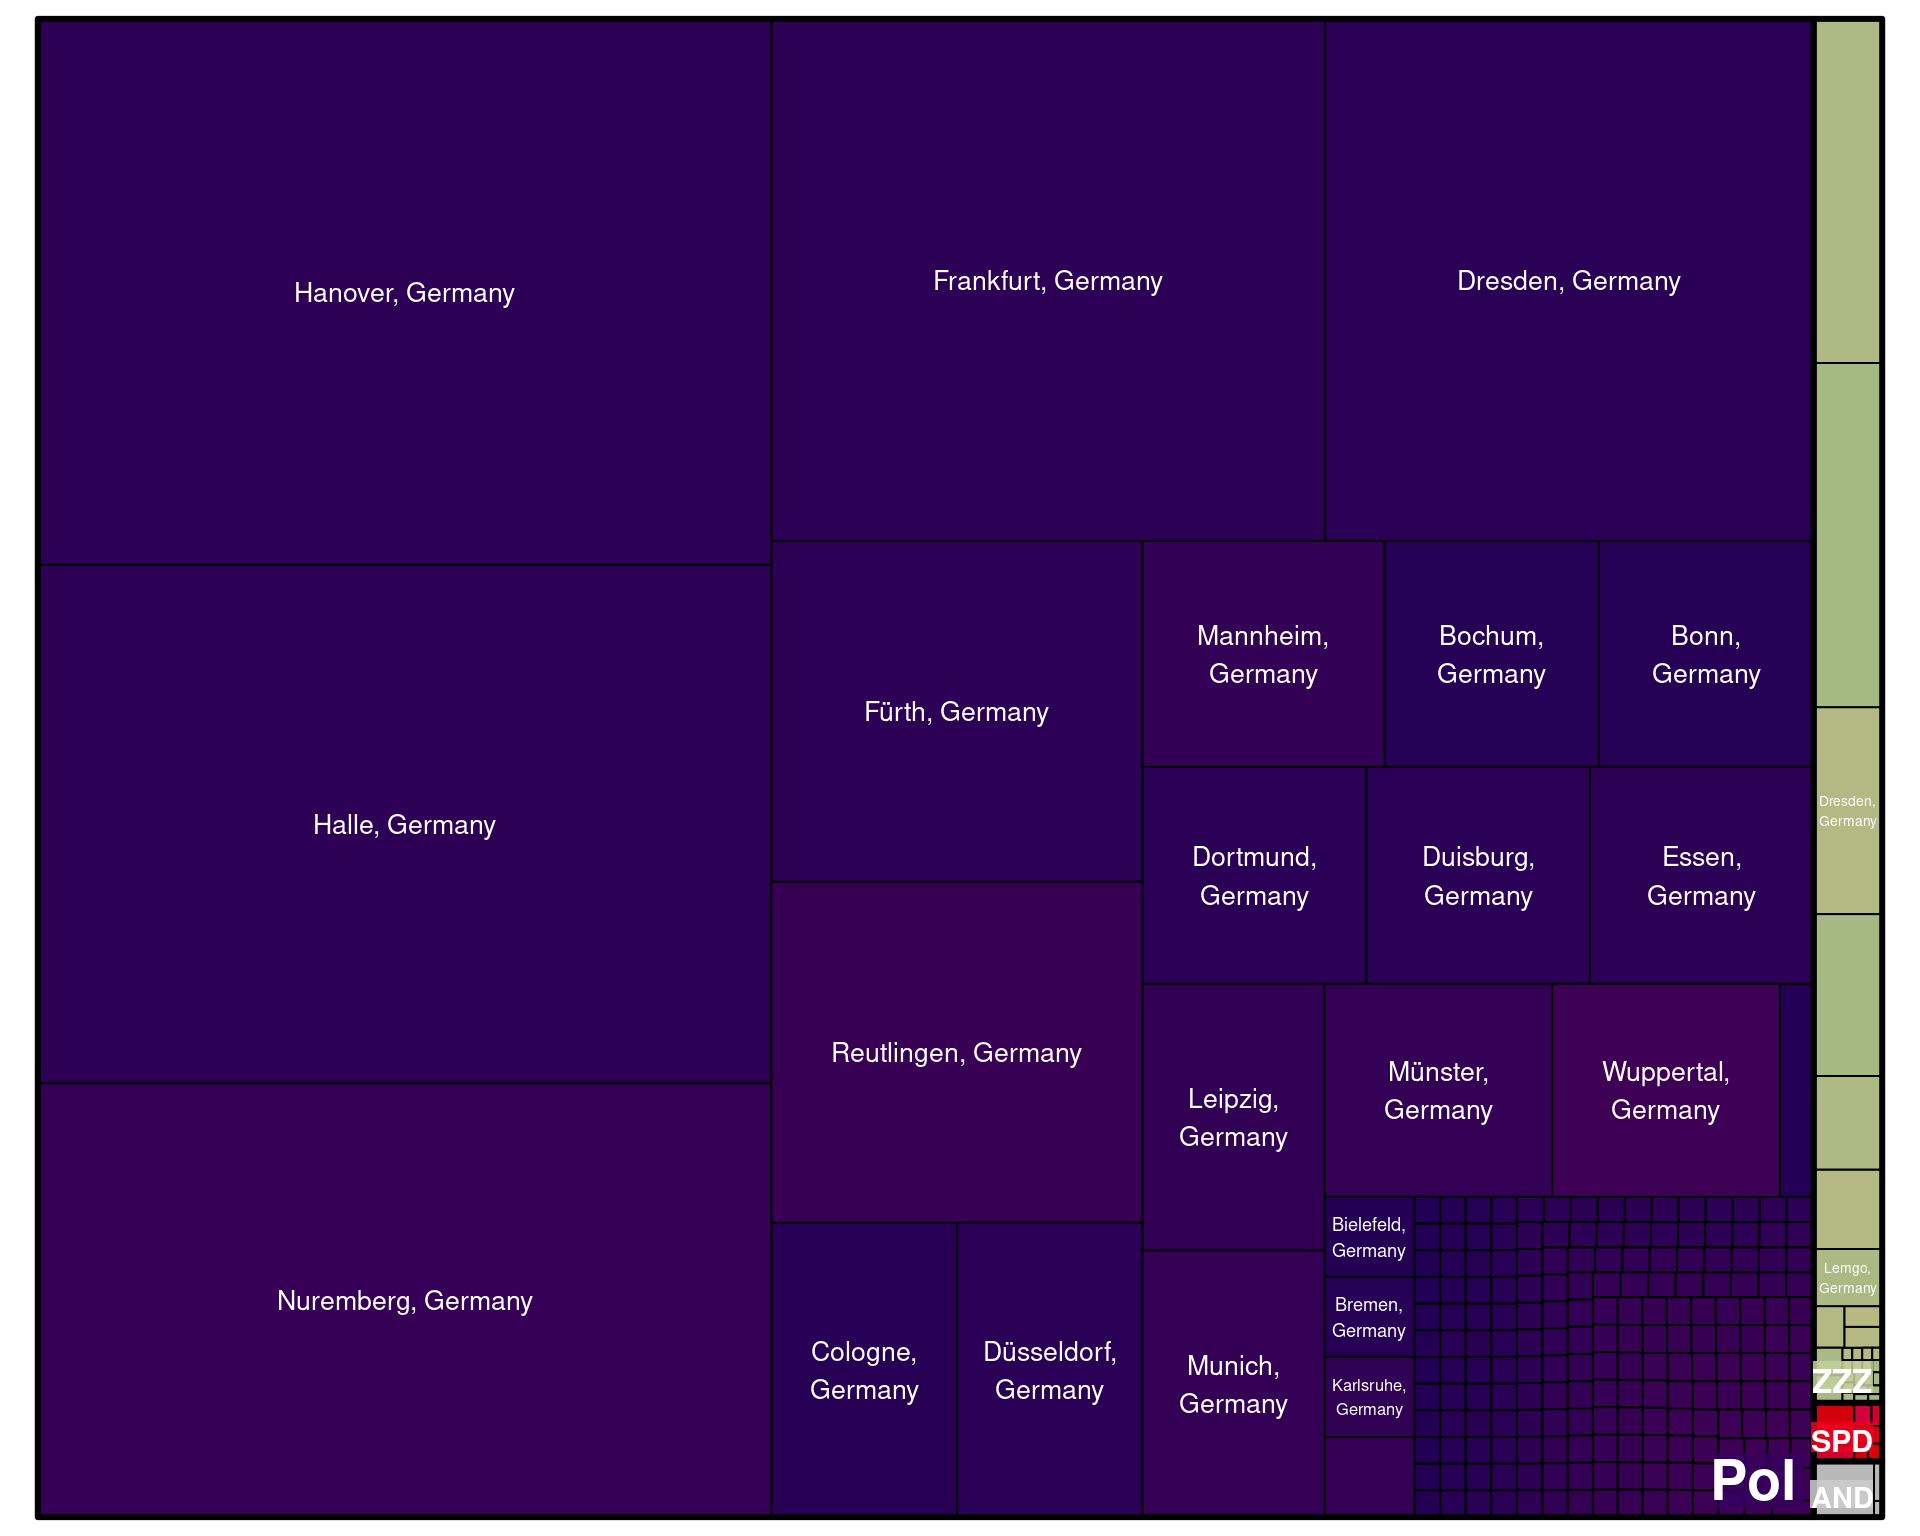 Hanover, Germany
Frankfurt, Germany
Dresden, Germany
Halle, Germany
Fürth, Germany
Mannheim,
Germany
Bochum,
Germany
Bonn,
Germany
Dortmund,
Germany
Duisburg,
Germany
Essen,
Germany
Dresden,
Germany
Reutlingen, Germany
Leipzig,
Germany
Münster,
Germany
Wuppertal,
Germany
Nuremberg, Germany
Cologne,
Germany
Düsseldorf,
Germany
Munich,
Germany
Bielefeld,
Germany
Bremen,
Germany
Karlsruhe,
Germany
Lemgo,
Germany
ZZZ
SPD
Pol
AND